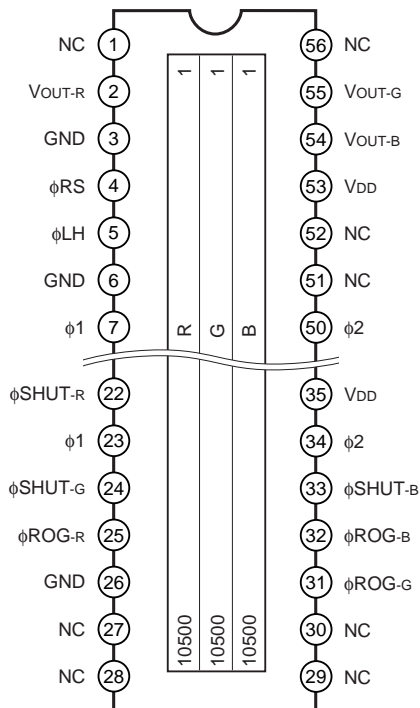 NC 1 1 1 1 56 NC
VOUT-R 2 55 VOUT-G
GND 3 54 VOUT-B
φRS 4 53 VDD
φLH 5 52 NC
GND 6 51 NC
φ1 7 R G B 50 φ2
φSHUT-R 22 35 VDD
φ1 23 34 φ2
φSHUT-G 24 33 φSHUT-B
φROG-R 25 32 φROG-B
GND 26 31 φROG-G
NC 27 10500 10500 10500 30 NC
NC 28 29 NC